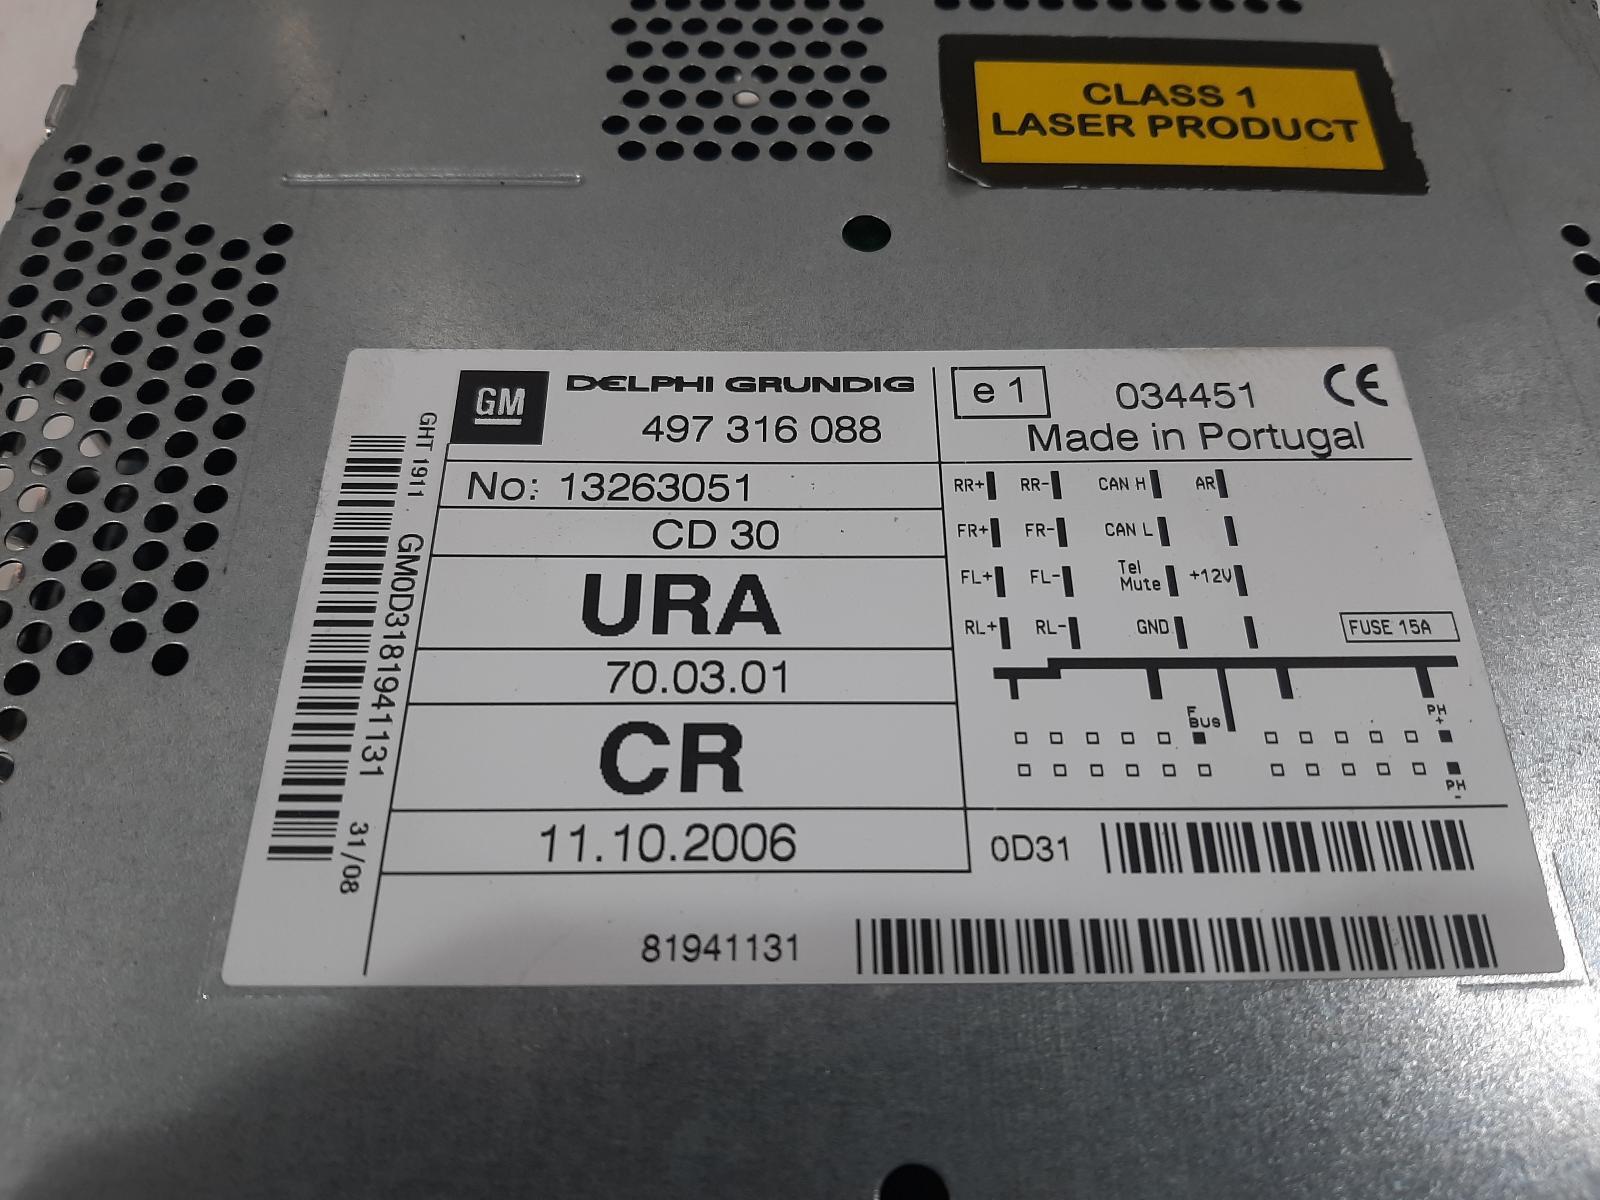 CLASS 1
LASER PRODUCT
GM
DELPHI GRUNDIG
497 316 088
e 1
034451
CE
Made in Portugal
No: 13263051
CD 30
URA
70.03.01
CR
11.10.2006
RR+ RR- CAN H AR
FR+ FR- CAN L
FL+ FL- Tel Mute +12V
RL+ RL- GND
FUSE 15A
F BUS
PH +
PH -
0D31
81941131
GHT 1911
GM0D3181941131
31/08